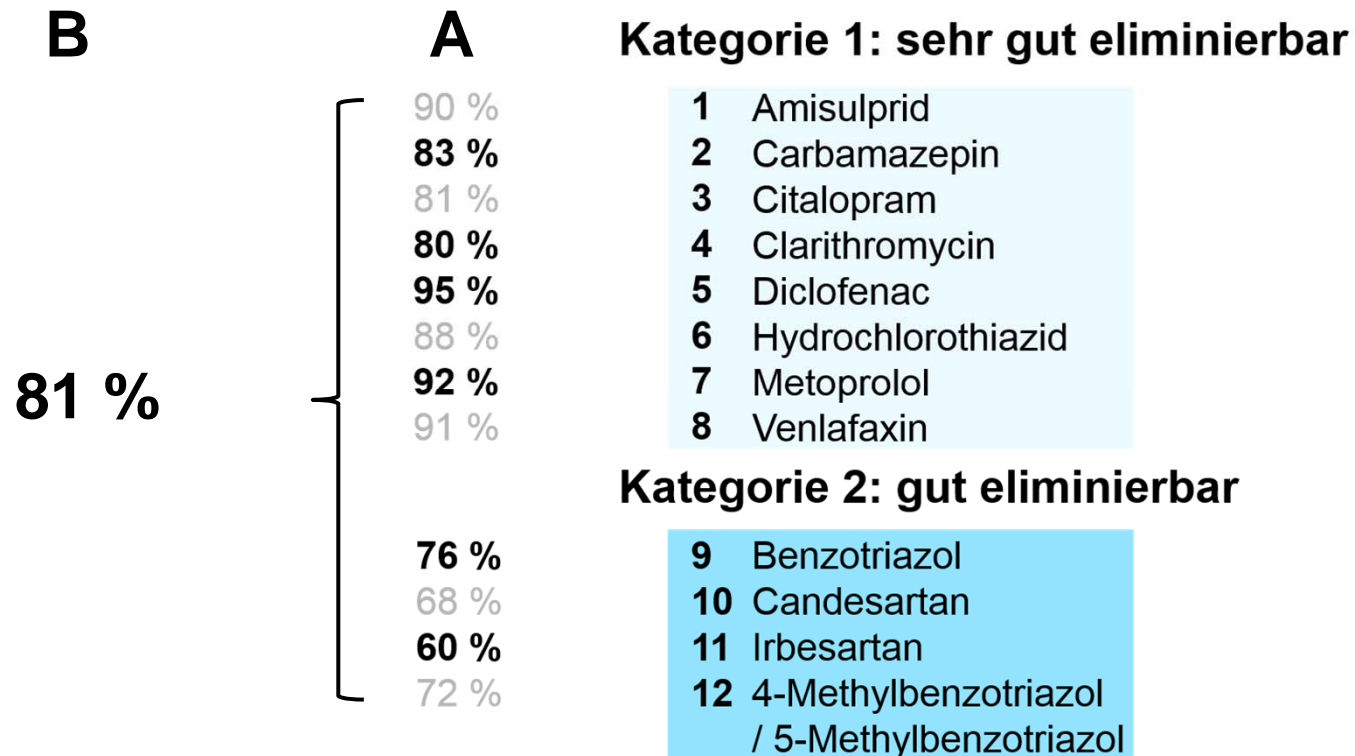 B A Kategorie 1: sehr gut eliminierbar
90 % 1 Amisulprid
83 % 2 Carbamazepin
81 % 3 Citalopram
80 % 4 Clarithromycin
95 % 5 Diclofenac
88 % 6 Hydrochlorothiazid
81 % 92 % 7 Metoprolol
91 % 8 Venlafaxin
Kategorie 2: gut eliminierbar
76 % 9 Benzotriazol
68 % 10 Candesartan
60 % 11 Irbesartan
72 % 12 4-Methylbenzotriazol
/ 5-Methylbenzotriazol